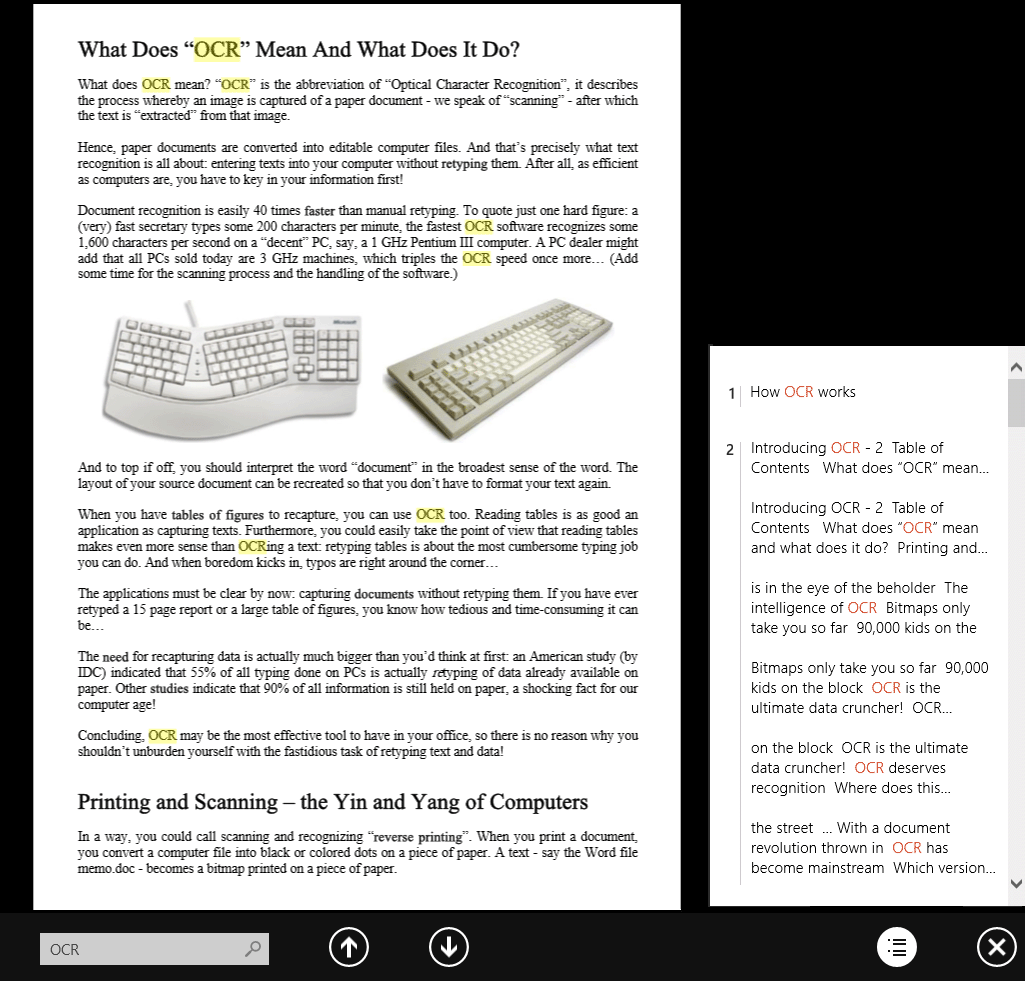 What Does “OCR” Mean And What Does It Do?
What does OCR mean? “OCR” is the abbreviation of “Optical Character Recognition”, it describes
the process whereby an image is captured of a paper document - we speak of “scanning” - after which
the text is “extracted” from that image.
Hence, paper documents are converted into editable computer files. And that’s precisely what text
recognition is all about: entering texts into your computer without retyping them. After all, as efficient
as computers are, you have to key in your information first!
Document recognition is easily 40 times faster than manual retyping. To quote just one hard figure: a
(very) fast secretary types some 200 characters per minute, the fastest OCR software recognizes some
1,600 characters per second on a “decent” PC, say, a 1 GHz Pentium III computer. A PC dealer might
add that all PCs sold today are 3 GHz machines, which triples the OCR speed once more… (Add
some time for the scanning process and the handling of the software.)
Microsoft
And to top if off, you should interpret the word “document” in the broadest sense of the word. The
layout of your source document can be recreated so that you don’t have to format your text again.
When you have tables of figures to recapture, you can use OCR too. Reading tables is as good an
application as capturing texts. Furthermore, you could easily take the point of view that reading tables
makes even more sense than OCRing a text: retyping tables is about the most cumbersome typing job
you can do. And when boredom kicks in, typos are right around the corner…
The applications must be clear by now: capturing documents without retyping them. If you have ever
retyped a 15 page report or a large table of figures, you know how tedious and time-consuming it can
be…
The need for recapturing data is actually much bigger than you’d think at first: an American study (by
IDC) indicated that 55% of all typing done on PCs is actually retyping of data already available on
paper. Other studies indicate that 90% of all information is still held on paper, a shocking fact for our
computer age!
Concluding, OCR may be the most effective tool to have in your office, so there is no reason why you
shouldn’t unburden yourself with the fastidious task of retyping text and data!
Printing and Scanning – the Yin and Yang of Computers
In a way, you could call scanning and recognizing “reverse printing”. When you print a document,
you convert a computer file into black or colored dots on a piece of paper. A text - say the Word file
memo.doc - becomes a bitmap printed on a piece of paper.
1 How OCR works
2 Introducing OCR - 2 Table of
Contents What does “OCR” mean...
Introducing OCR - 2 Table of
Contents What does “OCR” mean
and what does it do? Printing and...
is in the eye of the beholder The
intelligence of OCR Bitmaps only
take you so far 90,000 kids on the
Bitmaps only take you so far 90,000
kids on the block OCR is the
ultimate data cruncher! OCR...
on the block OCR is the ultimate
data cruncher! OCR deserves
recognition Where does this...
the street ... With a document
revolution thrown in OCR has
become mainstream Which version...
OCR